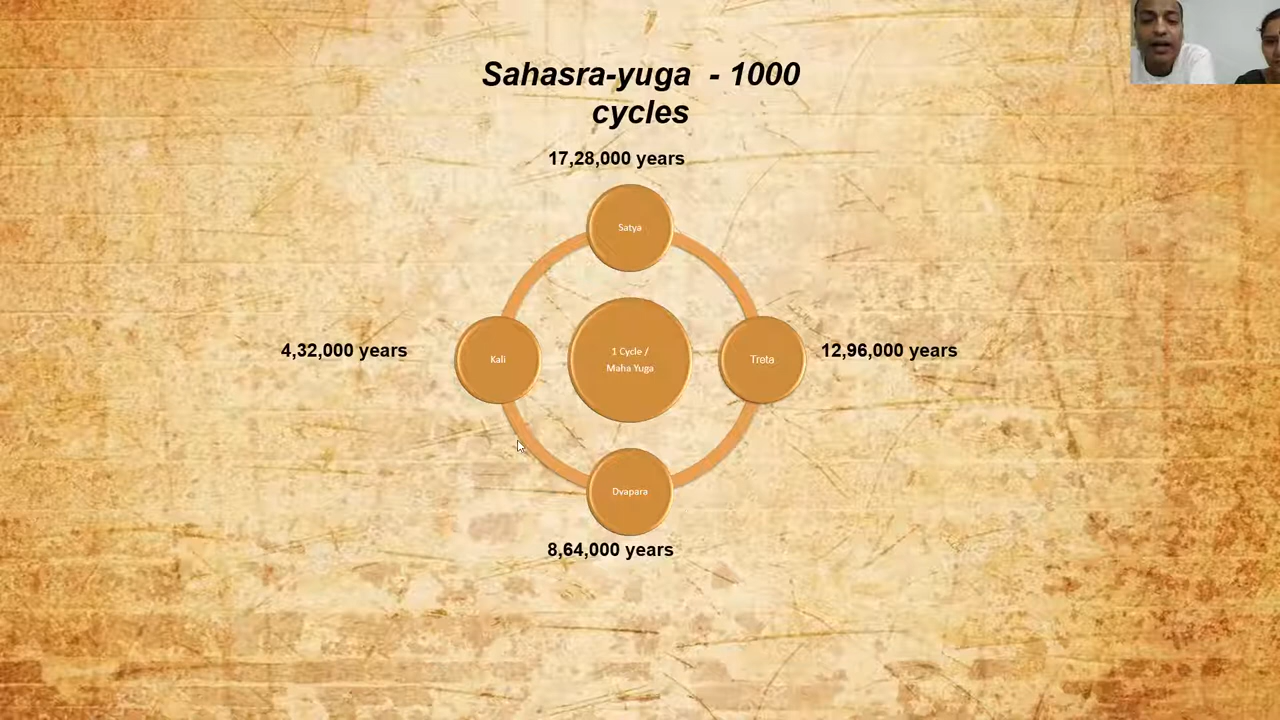 Sahasra-yuga - 1000
cycles
17,28,000 years
Satya
4,32,000 years
Kali
1 Cycle /
Maha Yuga
Treta
12,96,000 years
Dvapara
8,64,000 years